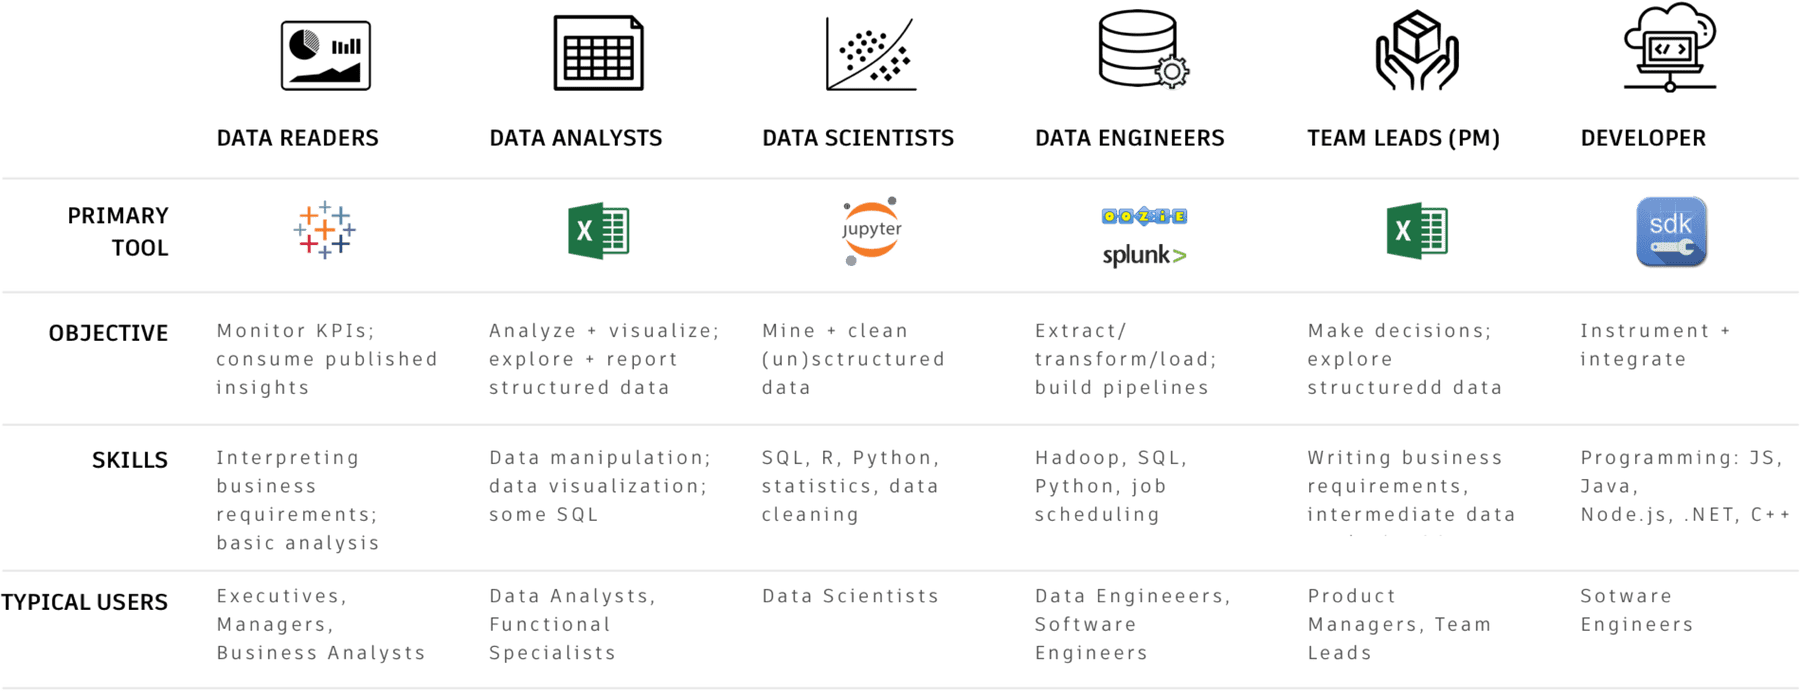 DATA READERS
DATA ANALYSTS
DATA SCIENTISTS
DATA ENGINEERS
TEAM LEADS (PM)
DEVELOPER
PRIMARY
TOOL
X
jupyter
OOZIE
splunk>
X
sdk
OBJECTIVE
Monitor KPIs;
consume published
insights
Analyze + visualize;
explore + report
structured data
Mine + clean
(un)sctructured
data
Extract/
transform/load;
build pipelines
Make decisions;
explore
structuredd data
Instrument +
integrate
SKILLS
Interpreting
business
requirements;
basic analysis
Data manipulation;
data visualization;
some SQL
SQL, R, Python,
statistics, data
cleaning
Hadoop, SQL,
Python, job
scheduling
Writing business
requirements,
intermediate data
Programming: JS,
Java,
Node.js, .NET, C++
TYPICAL USERS
Executives,
Managers,
Business Analysts
Data Analysts,
Functional
Specialists
Data Scientists
Data Engineeers,
Software
Engineers
Product
Managers, Team
Leads
Sotware
Engineers